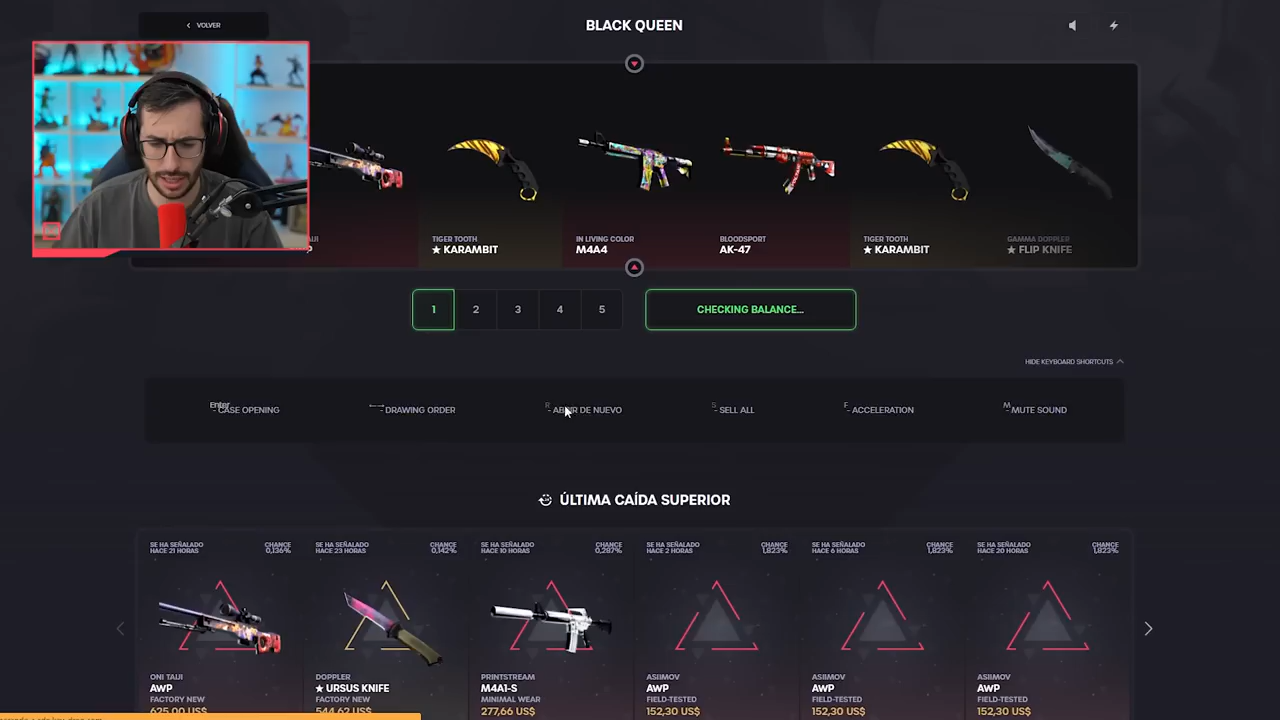 VOLVER
BLACK QUEEN
TIGER TOOTH
★ KARAMBIT
IN LIVING COLOR
M4A4
BLOODSPORT
AK-47
TIGER TOOTH
★ KARAMBIT
GAMMA DOPPLER
★ FLIP KNIFE
1 2 3 4 5
CHECKING BALANCE...
HIDE KEYBOARD SHORTCUTS
Enter - CASE OPENING
- DRAWING ORDER
R - ABRIR DE NUEVO
S - SELL ALL
F - ACCELERATION
M - MUTE SOUND
ÚLTIMA CAÍDA SUPERIOR
SE HA SEÑALADO
HACE 21 HORAS
CHANCE
0,136%
ONI TAIJI
AWP
FACTORY NEW
625,00 US$
SE HA SEÑALADO
HACE 23 HORAS
CHANCE
0,142%
DOPPLER
★ URSUS KNIFE
FACTORY NEW
544,62 US$
SE HA SEÑALADO
HACE 10 HORAS
CHANCE
0,287%
PRINTSTREAM
M4A1-S
MINIMAL WEAR
277,66 US$
SE HA SEÑALADO
HACE 2 HORAS
CHANCE
1,823%
ASIIMOV
AWP
FIELD-TESTED
152,30 US$
SE HA SEÑALADO
HACE 6 HORAS
CHANCE
1,823%
ASIIMOV
AWP
FIELD-TESTED
152,30 US$
SE HA SEÑALADO
HACE 20 HORAS
CHANCE
1,823%
ASIIMOV
AWP
FIELD-TESTED
152,30 US$